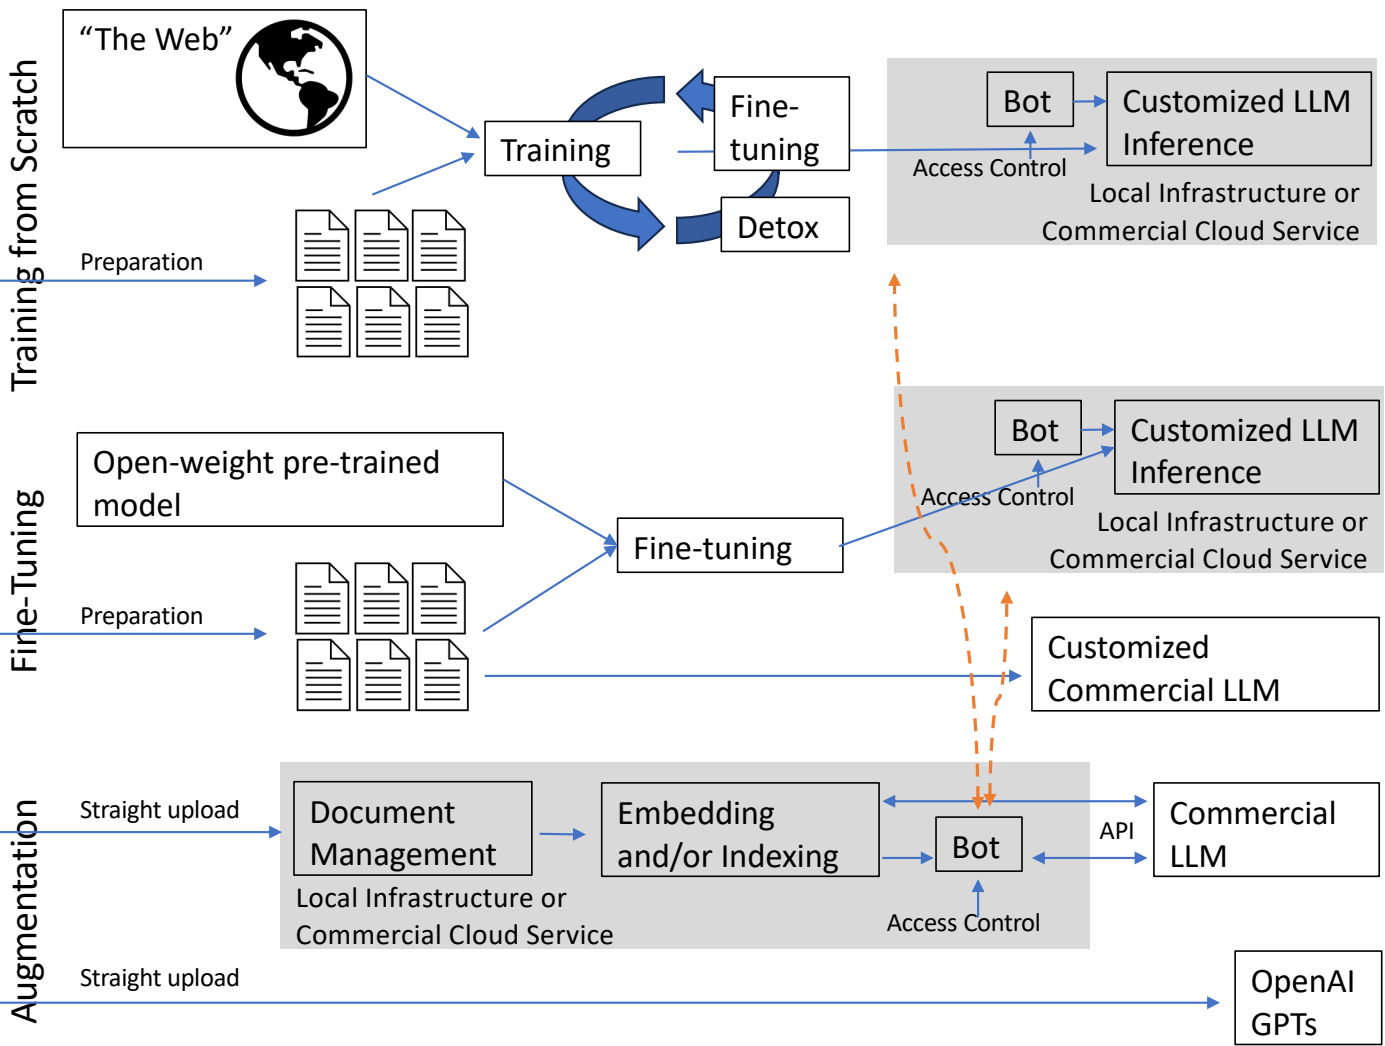 Training from Scratch
“The Web”
Training
Fine-
tuning
Detox
Bot
Customized LLM
Inference
Access Control
Local Infrastructure or
Commercial Cloud Service
Preparation
Fine-Tuning
Open-weight pre-trained
model
Fine-tuning
Bot
Customized LLM
Inference
Access Control
Local Infrastructure or
Commercial Cloud Service
Preparation
Customized
Commercial LLM
Augmentation
Straight upload
Document
Management
Local Infrastructure or
Commercial Cloud Service
Embedding
and/or Indexing
Bot
Access Control
API
Commercial
LLM
Straight upload
OpenAI
GPTs